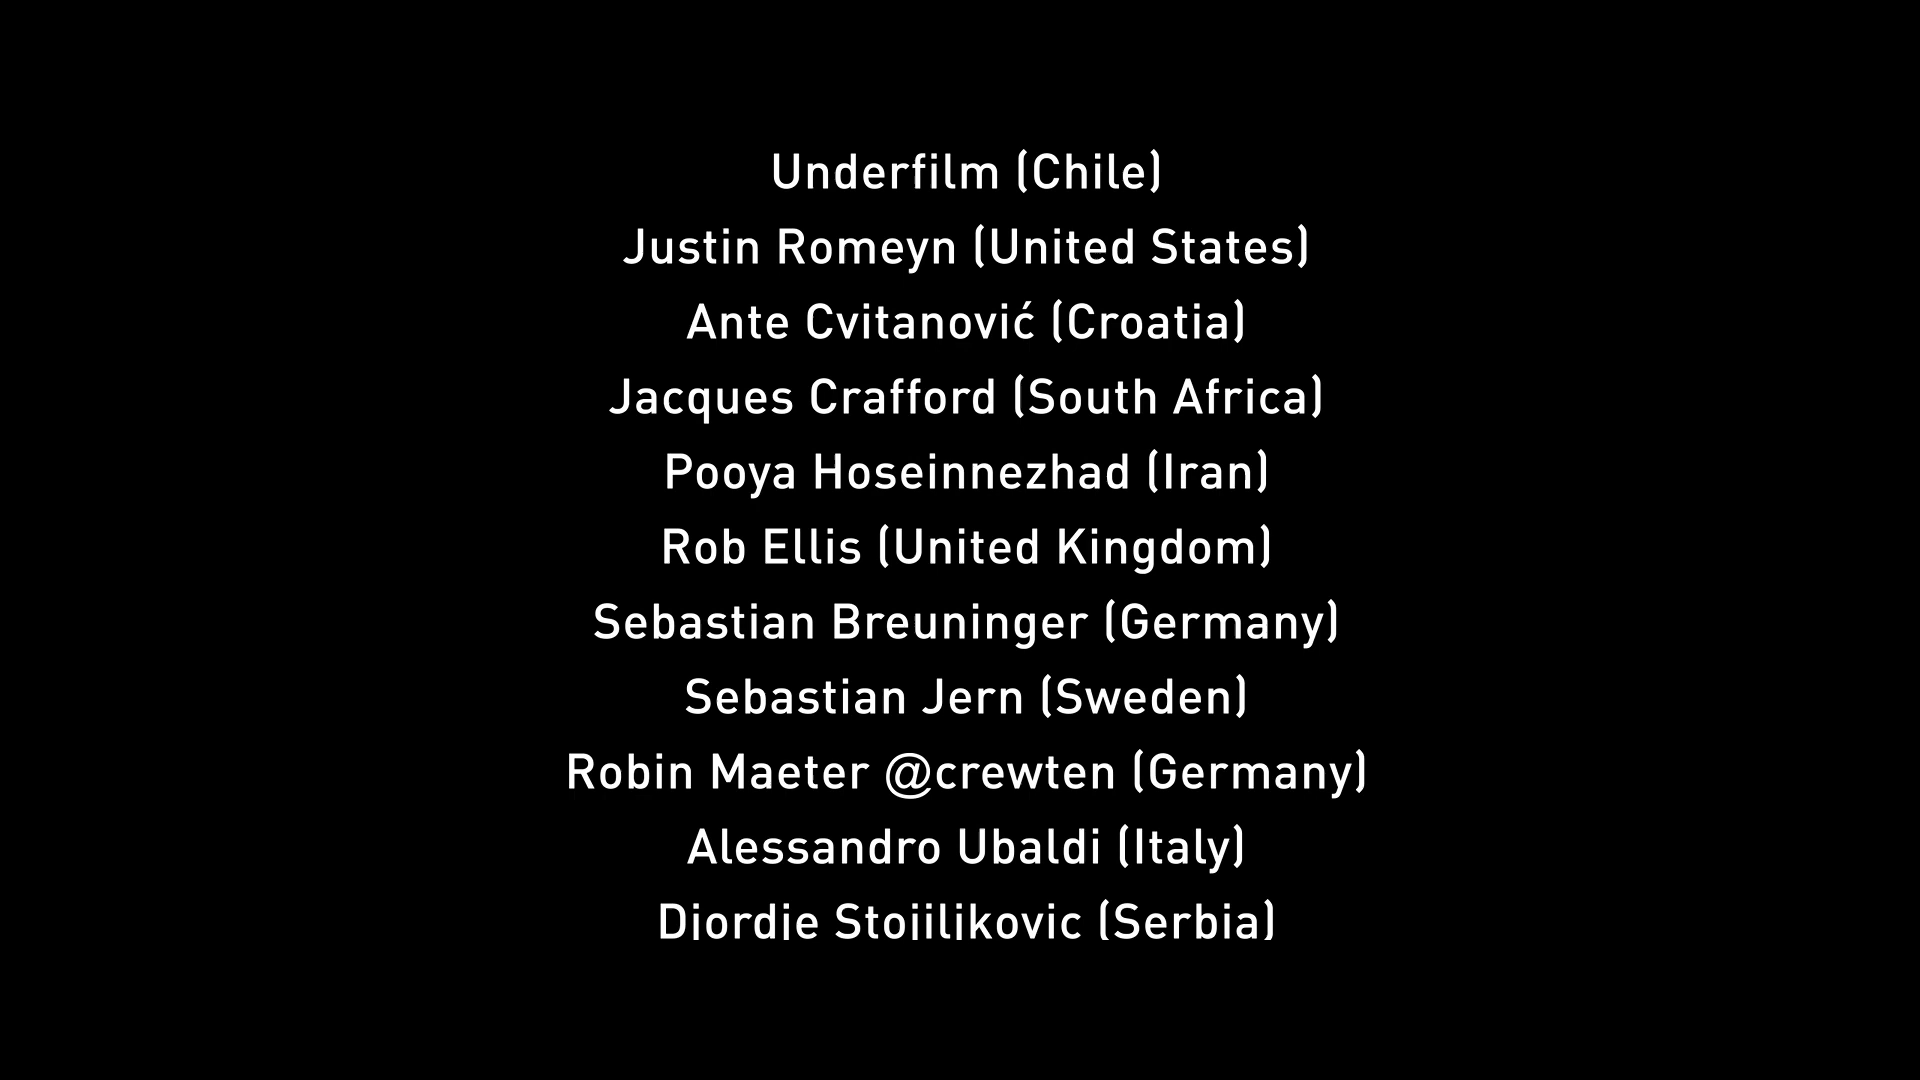 Underfilm (Chile)
Justin Romeyn (United States)
Ante Cvitanović (Croatia)
Jacques Crafford (South Africa)
Pooya Hoseinnezhad (Iran)
Rob Ellis (United Kingdom)
Sebastian Breuninger (Germany)
Sebastian Jern (Sweden)
Robin Maeter @crewten (Germany)
Alessandro Ubaldi (Italy)
Djordje Stojiljkovic (Serbia)